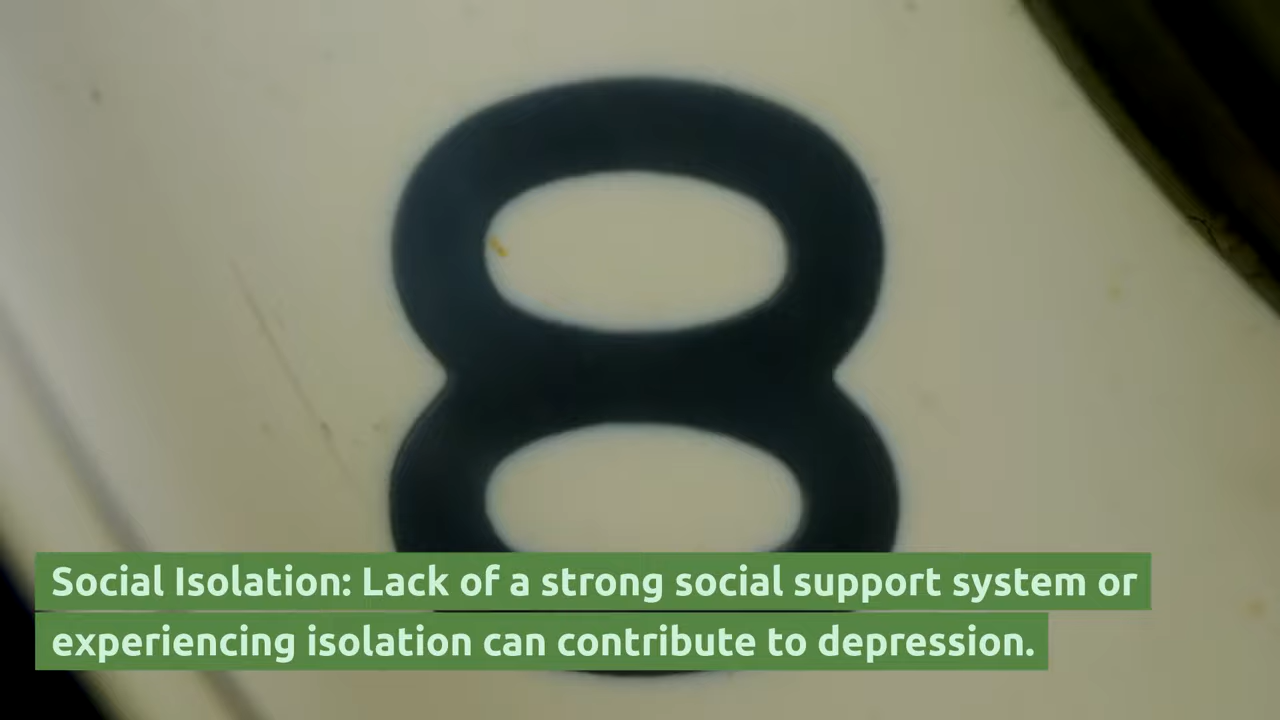 8
Social Isolation: Lack of a strong social support system or
experiencing isolation can contribute to depression.